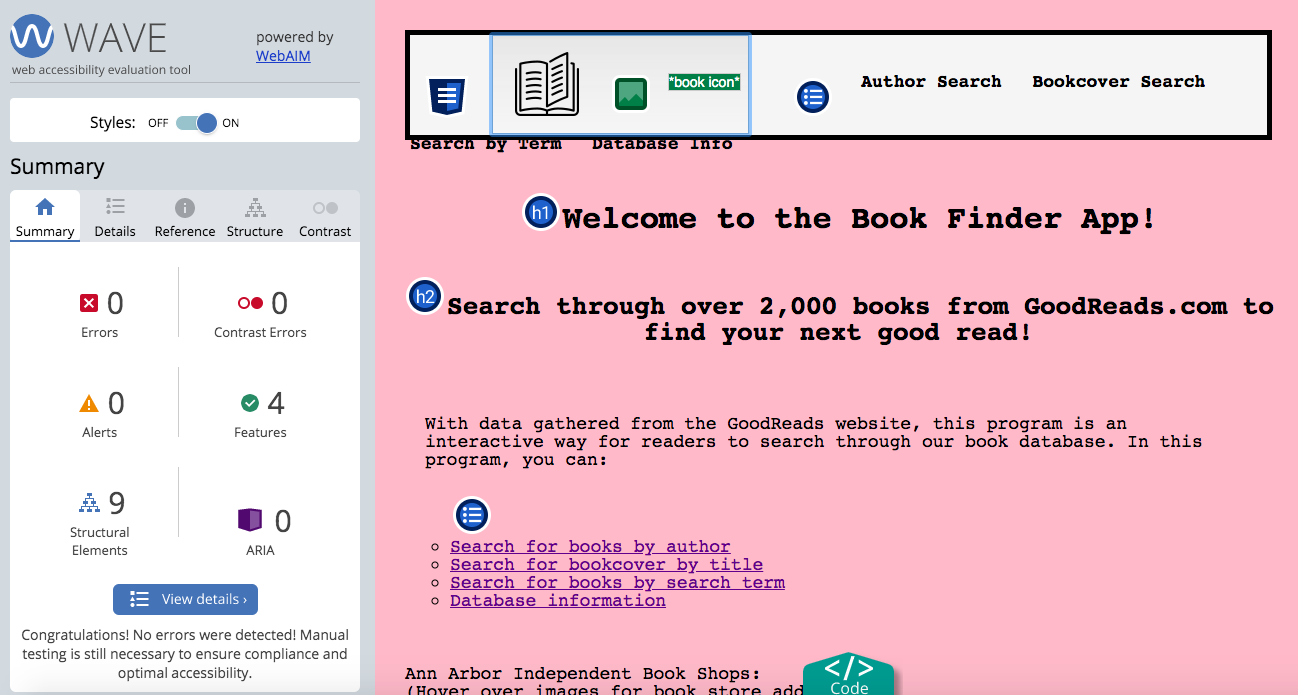 WAVE
powered by
WebAIM
web accessibility evaluation tool
Styles: OFF ON
Summary
Summary Details Reference Structure Contrast
0
Errors
0
Contrast Errors
0
Alerts
4
Features
9
Structural
Elements
0
ARIA
View details ›
Congratulations! No errors were detected! Manual
testing is still necessary to ensure compliance and
optimal accessibility.
*book icon*
Author Search Bookcover Search
Search by Term Database Info
h1 Welcome to the Book Finder App!
h2 Search through over 2,000 books from GoodReads.com to
find your next good read!
With data gathered from the GoodReads website, this program is an
interactive way for readers to search through our book database. In this
program, you can:
Search for books by author
Search for bookcover by title
Search for books by search term
Database information
Ann Arbor Independent Book Shops:
(Hover over images for book store add
</> Code